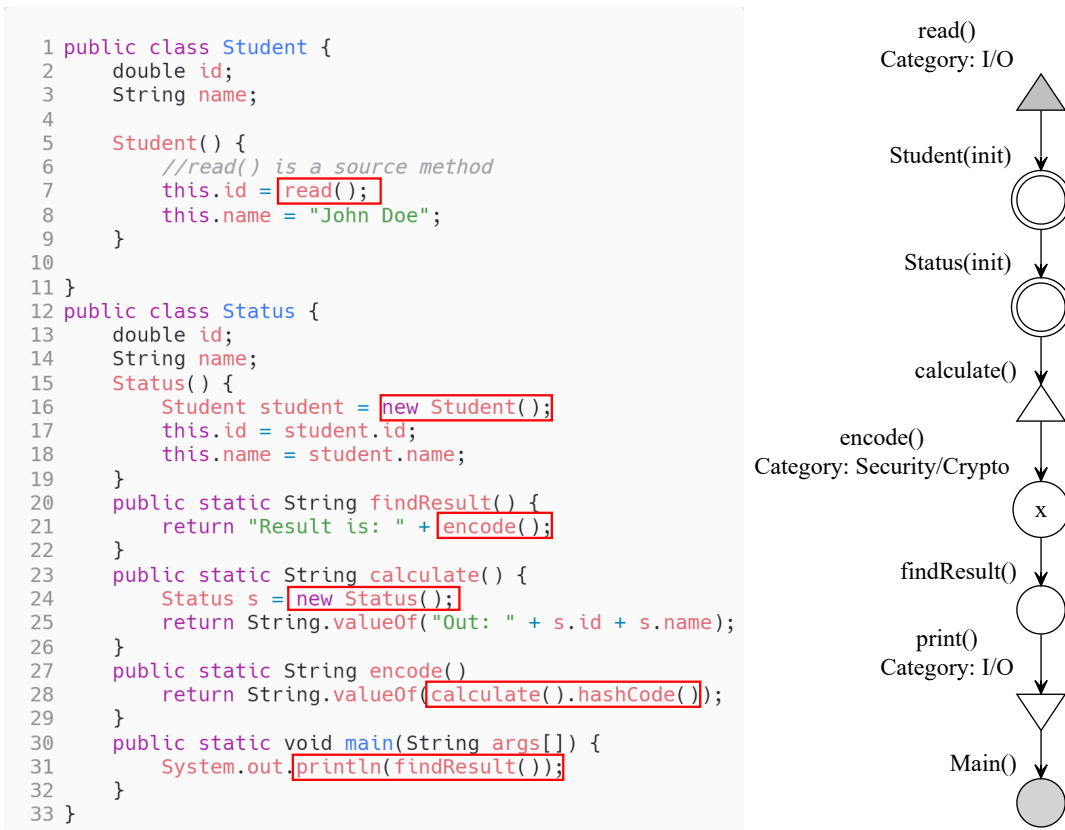 1 public class Student {
2     double id;
3     String name;
4
5     Student() {
6         //read() is a source method
7         this.id = read();
8         this.name = "John Doe";
9     }
10
11 }
12 public class Status {
13     double id;
14     String name;
15     Status() {
16         Student student = new Student();
17         this.id = student.id;
18         this.name = student.name;
19     }
20     public static String findResult() {
21         return "Result is: " + encode();
22     }
23     public static String calculate() {
24         Status s = new Status();
25         return String.valueOf("Out: " + s.id + s.name);
26     }
27     public static String encode()
28         return String.valueOf(calculate().hashCode());
29     }
30     public static void main(String args[]) {
31         System.out.println(findResult());
32     }
33 }
read()
Category: I/O
Student(init)
Status(init)
calculate()
encode()
Category: Security/Crypto
x
findResult()
print()
Category: I/O
Main()